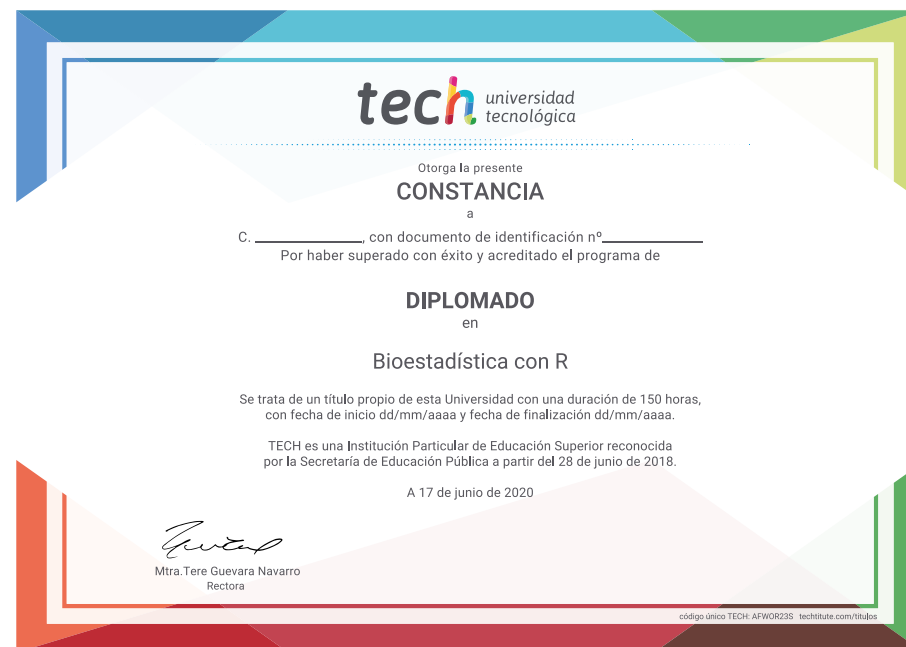 tech universidad
tecnológica
Otorga la presente
CONSTANCIA
a
C. ______________, con documento de identificación nº_____________
Por haber superado con éxito y acreditado el programa de
DIPLOMADO
en
Bioestadística con R
Se trata de un título propio de esta Universidad con una duración de 150 horas,
con fecha de inicio dd/mm/aaaa y fecha de finalización dd/mm/aaaa.
TECH es una Institución Particular de Educación Superior reconocida
por la Secretaría de Educación Pública a partir del 28 de junio de 2018.
A 17 de junio de 2020
Mtra.Tere Guevara Navarro
Rectora
código único TECH: AFWOR23S techtitute.com/titulos